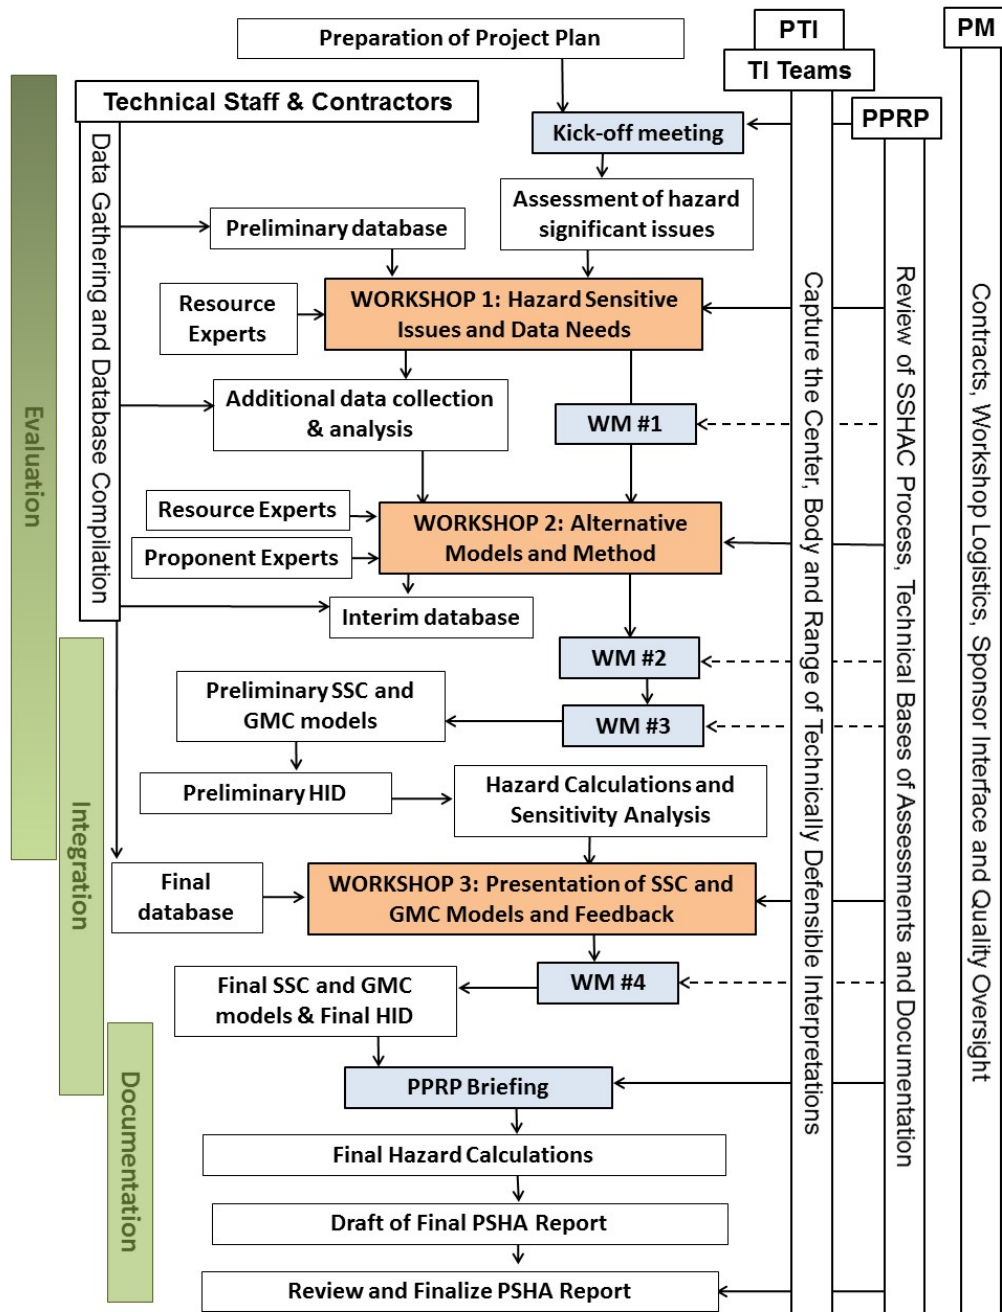 Preparation of Project Plan
PTI
TI Teams
PM
Technical Staff & Contractors
PPRP
Kick-off meeting
Assessment of hazard
significant issues
Preliminary database
Resource
Experts
WORKSHOP 1: Hazard Sensitive
Issues and Data Needs
Additional data collection
& analysis
WM #1
Resource Experts
Proponent Experts
WORKSHOP 2: Alternative
Models and Method
Interim database
WM #2
Preliminary SSC and
GMC models
WM #3
Preliminary HID
Hazard Calculations and
Sensitivity Analysis
Final
database
WORKSHOP 3: Presentation of SSC and
GMC Models and Feedback
Final SSC and GMC
models & Final HID
WM #4
PPRP Briefing
Final Hazard Calculations
Draft of Final PSHA Report
Review and Finalize PSHA Report
Evaluation
Integration
Documentation
Data Gathering and Database Compilation
Capture the Center, Body and Range of Technically Defensible Interpretations
Review of SSHAC Process, Technical Bases of Assessments and Documentation
Contracts, Workshop Logistics, Sponsor Interface and Quality Oversight